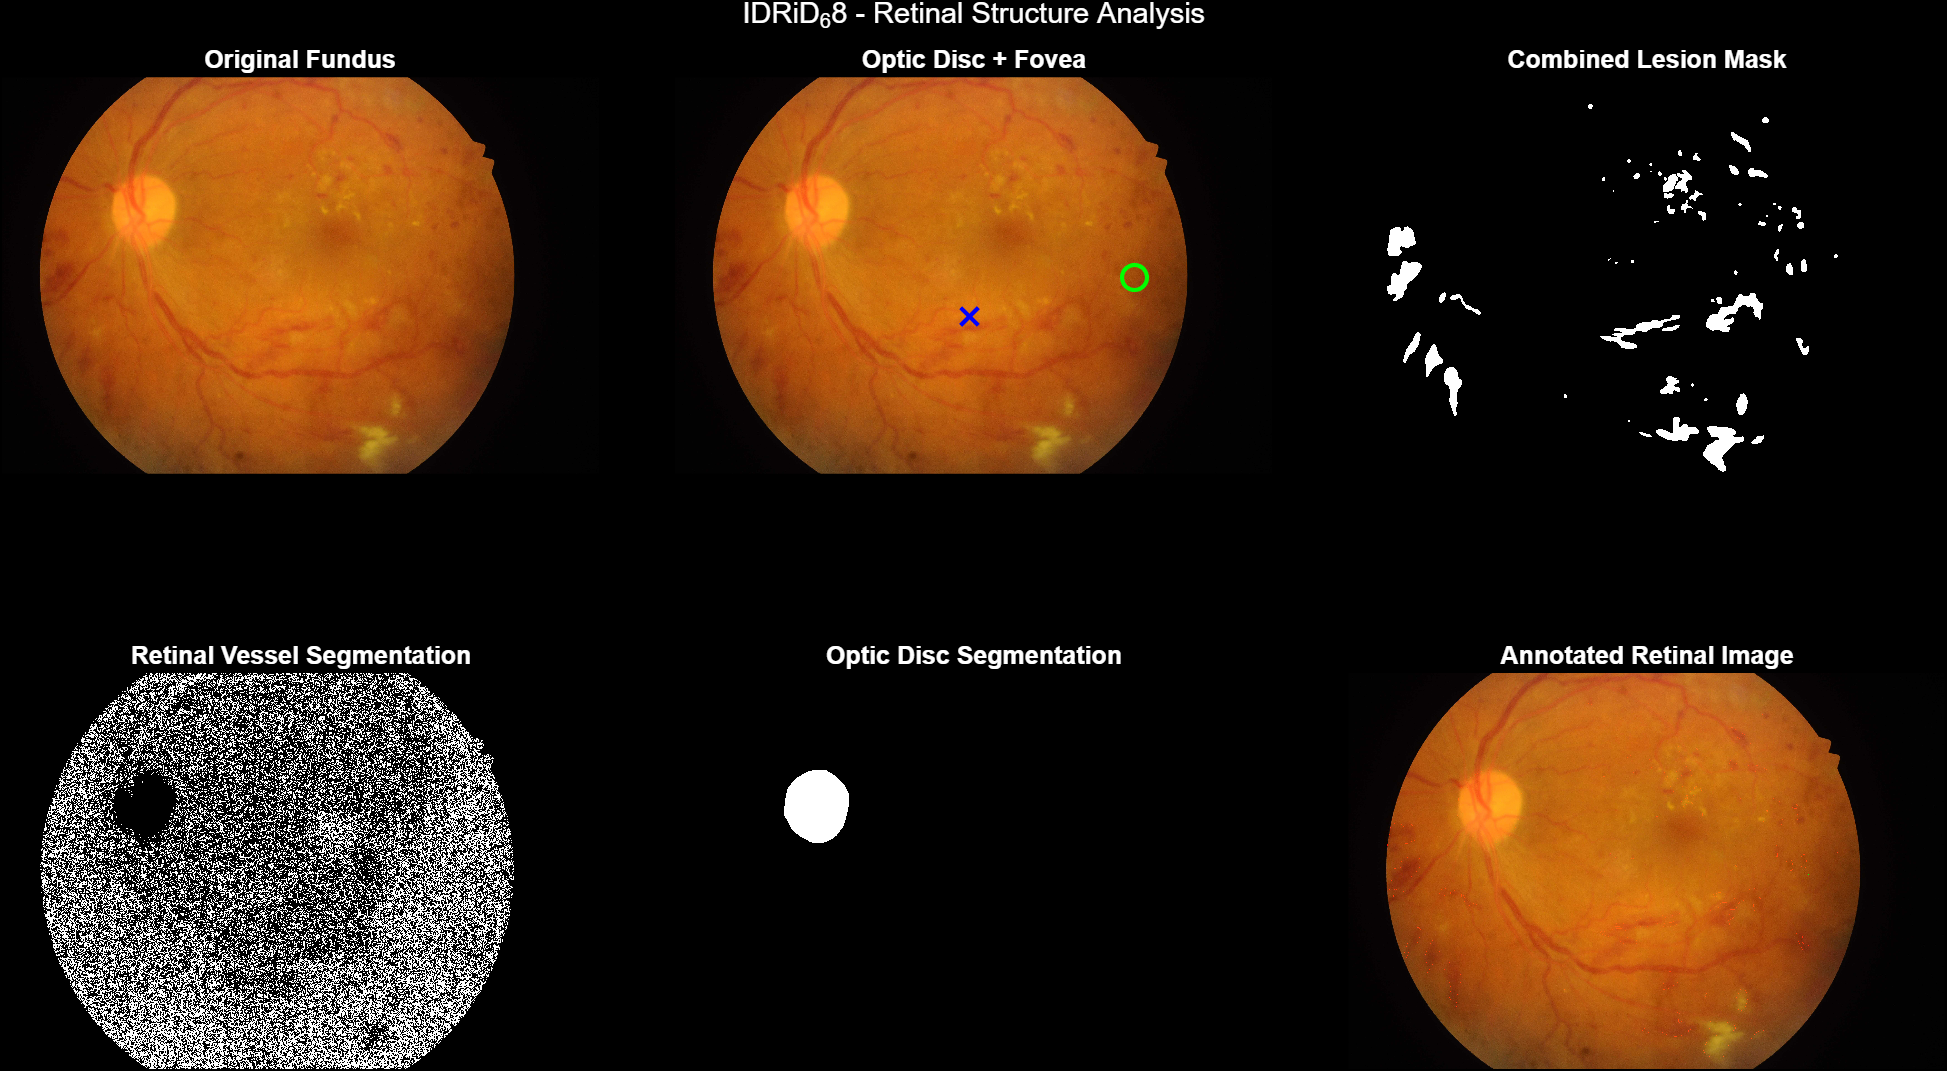 IDRiD₆8 - Retinal Structure Analysis
Original Fundus
Optic Disc + Fovea
Combined Lesion Mask
Retinal Vessel Segmentation
Optic Disc Segmentation
Annotated Retinal Image